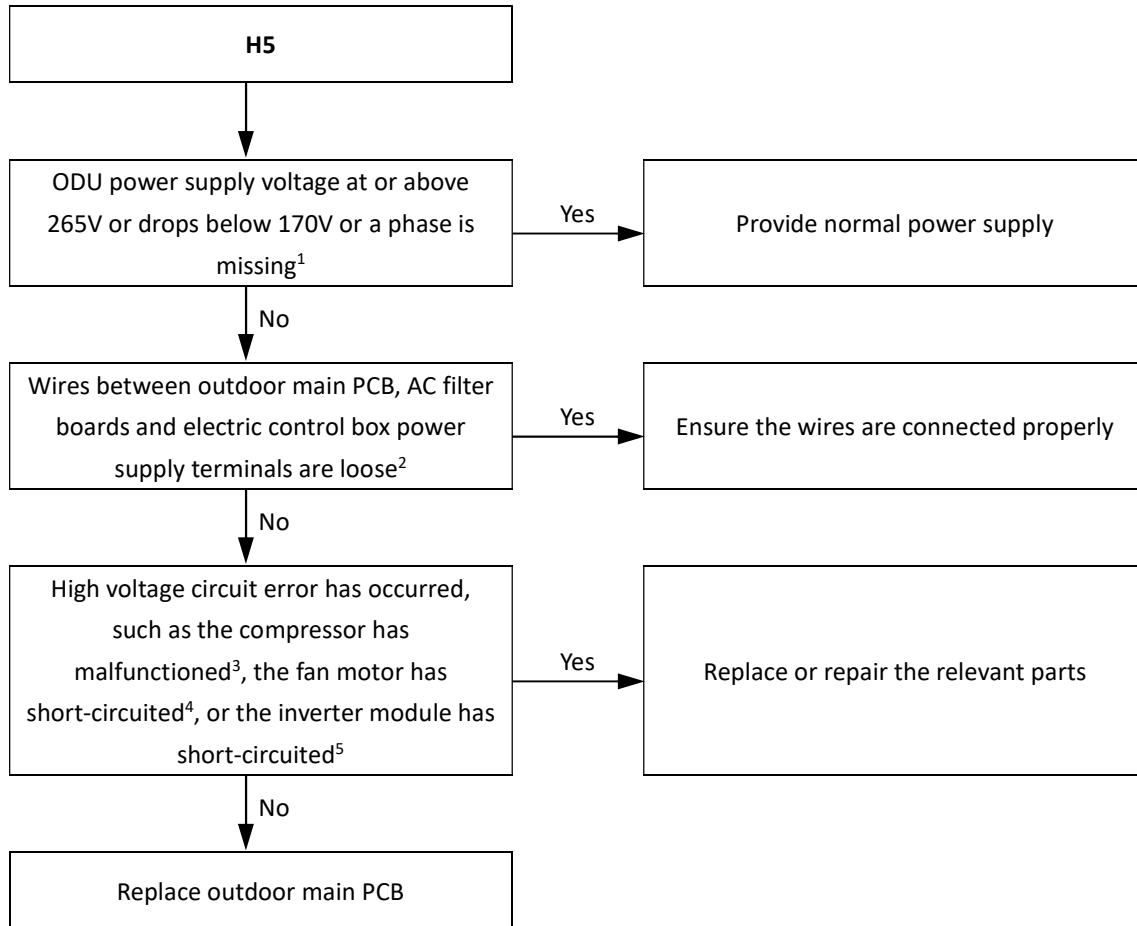 H5
ODU power supply voltage at or above
265V or drops below 170V or a phase is
missing¹
Yes
Provide normal power supply
No
Wires between outdoor main PCB, AC filter
boards and electric control box power
supply terminals are loose²
Yes
Ensure the wires are connected properly
No
High voltage circuit error has occurred,
such as the compressor has
malfunctioned³, the fan motor has
short-circuited⁴, or the inverter module has
short-circuited⁵
Yes
Replace or repair the relevant parts
No
Replace outdoor main PCB